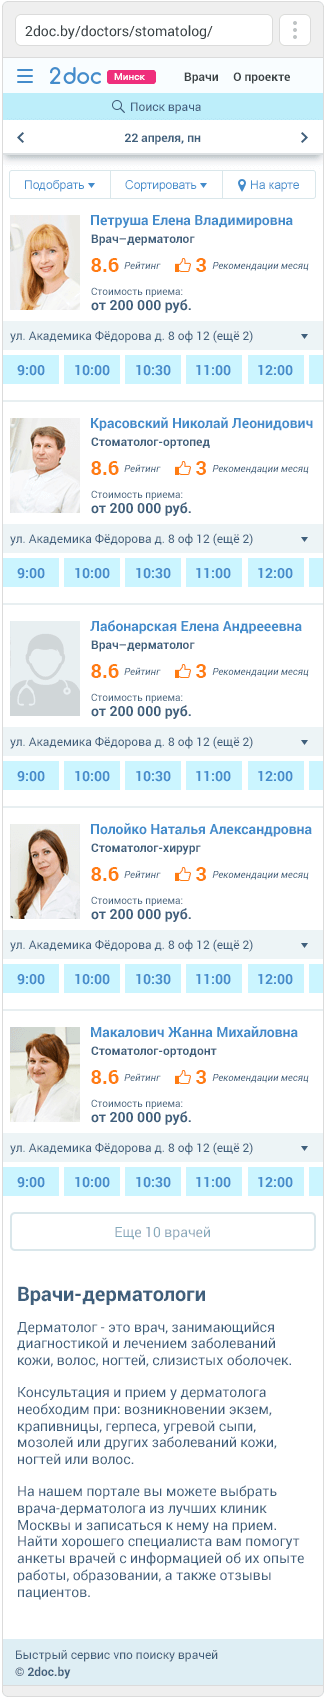 2doc.by/doctors/stomatolog/
2doc Минск Врачи О проекте
Поиск врача
22 апреля, пн
Подобрать Сортировать На карте
Петруша Елена Владимировна
Врач–дерматолог
8.6 Рейтинг 3 Рекомендации месяц
Стоимость приема:
от 200 000 руб.
ул. Академика Фёдорова д. 8 оф 12 (ещё 2)
9:00 10:00 10:30 11:00 12:00
Красовский Николай Леонидович
Стоматолог-ортопед
8.6 Рейтинг 3 Рекомендации месяц
Стоимость приема:
от 200 000 руб.
ул. Академика Фёдорова д. 8 оф 12 (ещё 2)
9:00 10:00 10:30 11:00 12:00
Лабонарская Елена Андрееевна
Врач–дерматолог
8.6 Рейтинг 3 Рекомендации месяц
Стоимость приема:
от 200 000 руб.
ул. Академика Фёдорова д. 8 оф 12 (ещё 2)
9:00 10:00 10:30 11:00 12:00
Полойко Наталья Александровна
Стоматолог-хирург
8.6 Рейтинг 3 Рекомендации месяц
Стоимость приема:
от 200 000 руб.
ул. Академика Фёдорова д. 8 оф 12 (ещё 2)
9:00 10:00 10:30 11:00 12:00
Макалович Жанна Михайловна
Стоматолог-ортодонт
8.6 Рейтинг 3 Рекомендации месяц
Стоимость приема:
от 200 000 руб.
ул. Академика Фёдорова д. 8 оф 12 (ещё 2)
9:00 10:00 10:30 11:00 12:00
Еще 10 врачей
Врачи-дерматологи
Дерматолог - это врач, занимающийся
диагностикой и лечением заболеваний
кожи, волос, ногтей, слизистых оболочек.
Консультация и прием у дерматолога
необходим при: возникновении экзем,
крапивницы, герпеса, угревой сыпи,
мозолей или других заболеваний кожи,
ногтей или волос.
На нашем портале вы можете выбрать
врача-дерматолога из лучших клиник
Москвы и записаться к нему на прием.
Найти хорошего специалиста вам помогут
анкеты врачей с информацией об их опыте
работы, образовании, а также отзывы
пациентов.
Быстрый сервис vпо поиску врачей
© 2doc.by